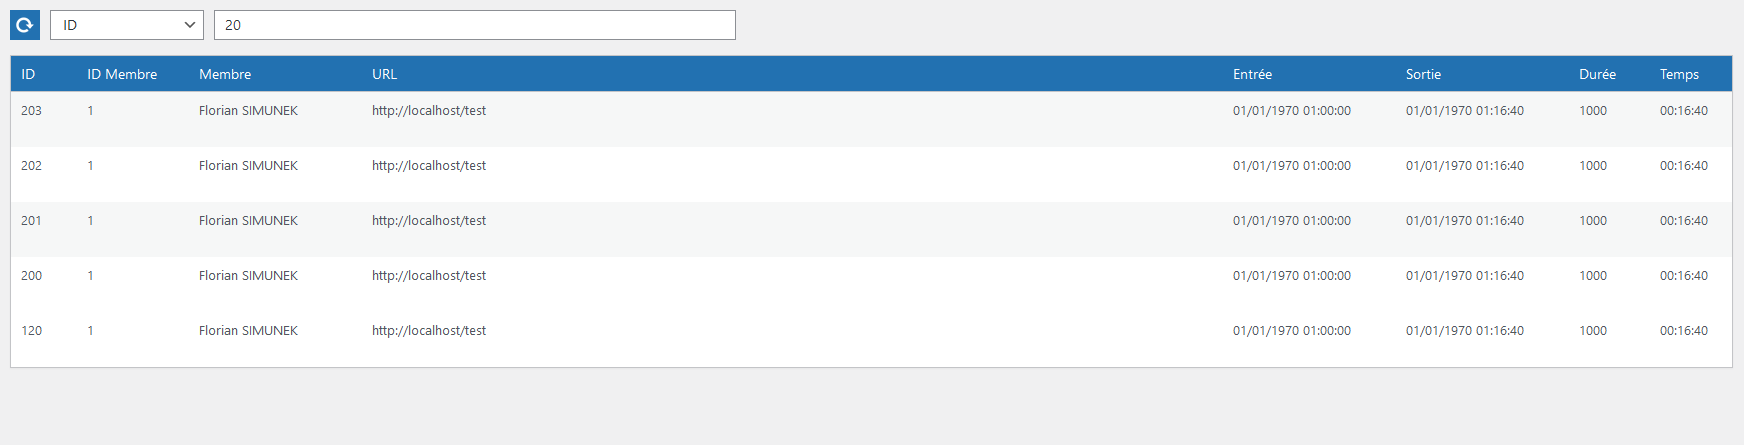 ID 20
ID ID Membre Membre URL Entrée Sortie Durée Temps
203 1 Florian SIMUNEK http://localhost/test 01/01/1970 01:00:00 01/01/1970 01:16:40 1000 00:16:40
202 1 Florian SIMUNEK http://localhost/test 01/01/1970 01:00:00 01/01/1970 01:16:40 1000 00:16:40
201 1 Florian SIMUNEK http://localhost/test 01/01/1970 01:00:00 01/01/1970 01:16:40 1000 00:16:40
200 1 Florian SIMUNEK http://localhost/test 01/01/1970 01:00:00 01/01/1970 01:16:40 1000 00:16:40
120 1 Florian SIMUNEK http://localhost/test 01/01/1970 01:00:00 01/01/1970 01:16:40 1000 00:16:40